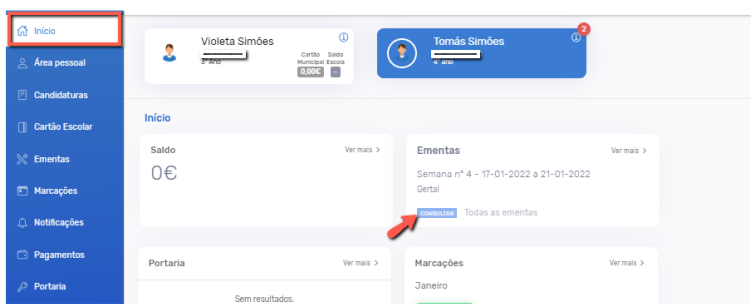 Início
Área pessoal
Candidaturas
Cartão Escolar
Ementas
Marcações
Notificações
Pagamentos
Portaria
Violeta Simões
3º Ano
Cartão Municipal
Saldo Escola
0,00€
-
Tomás Simões
4º ano
2
Início
Saldo
Ver mais >
0€
Ementas
Ver mais >
Semana nº 4 - 17-01-2022 a 21-01-2022
Gertal
CONSULTAR Todas as ementas
Portaria
Ver mais >
Sem resultados.
Marcações
Ver mais >
Janeiro